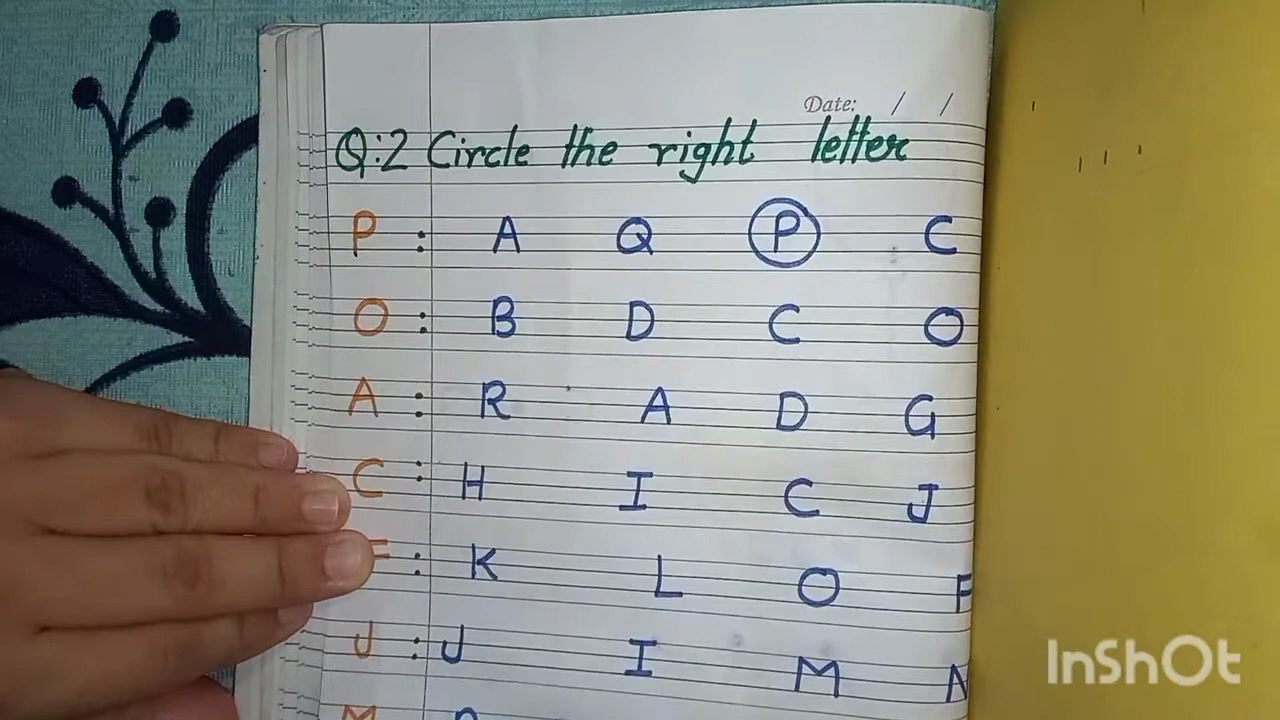 Date: / /
Q:2 Circle the right letter
P : A Q P C
O : B D C O
A : R A D G
C : H I C J
F : K L O F
J : J I M N
M
InShOt